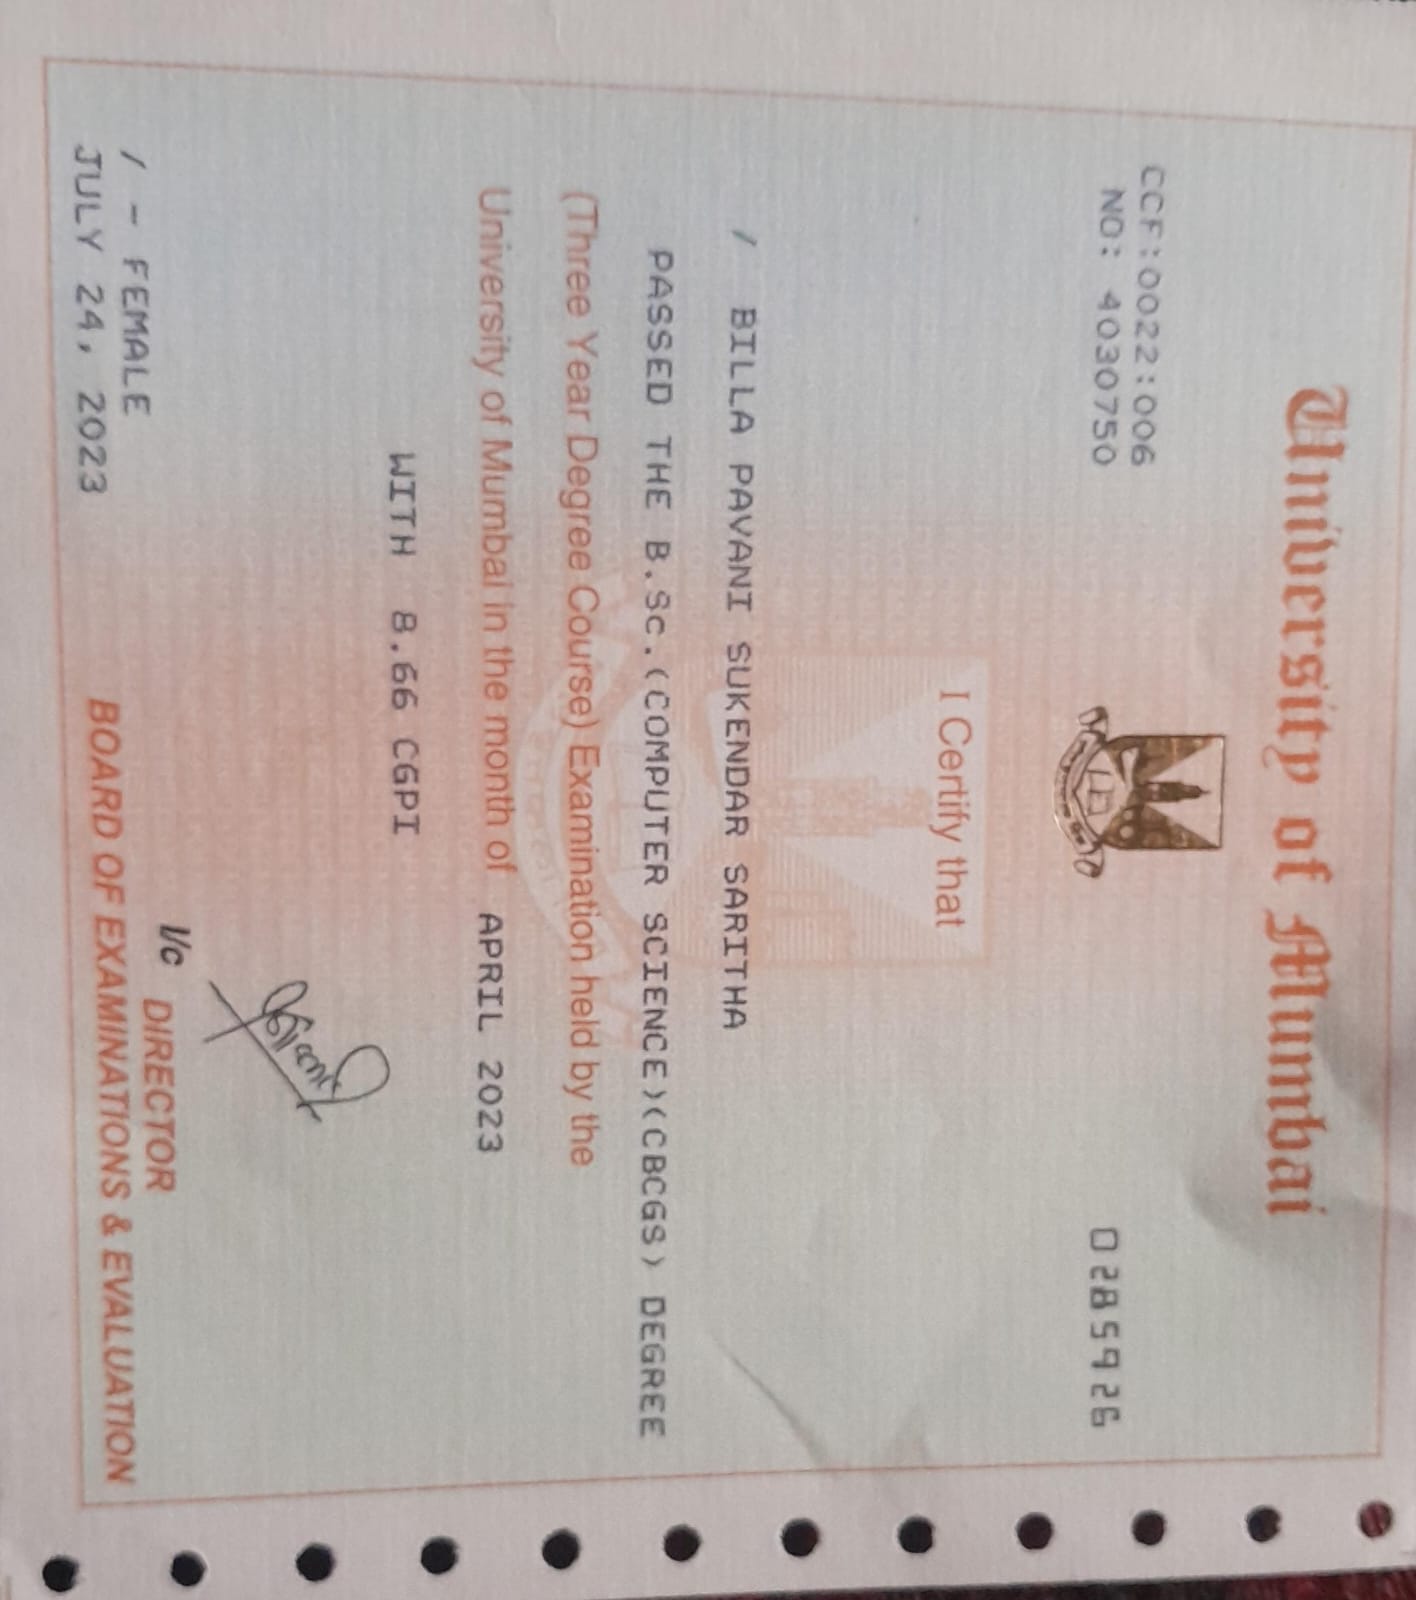 University of Mumbai
CCF:0022:006
NO: 4030750
0285926
I Certify that
/ BILLA PAVANI SUKENDAR SARITHA
PASSED THE B.Sc.(COMPUTER SCIENCE)(CBCGS) DEGREE
(Three Year Degree Course) Examination held by the
University of Mumbai in the month of APRIL 2023
WITH 8.66 CGPI
/ - FEMALE
JULY 24, 2023
I/c DIRECTOR
BOARD OF EXAMINATIONS & EVALUATION